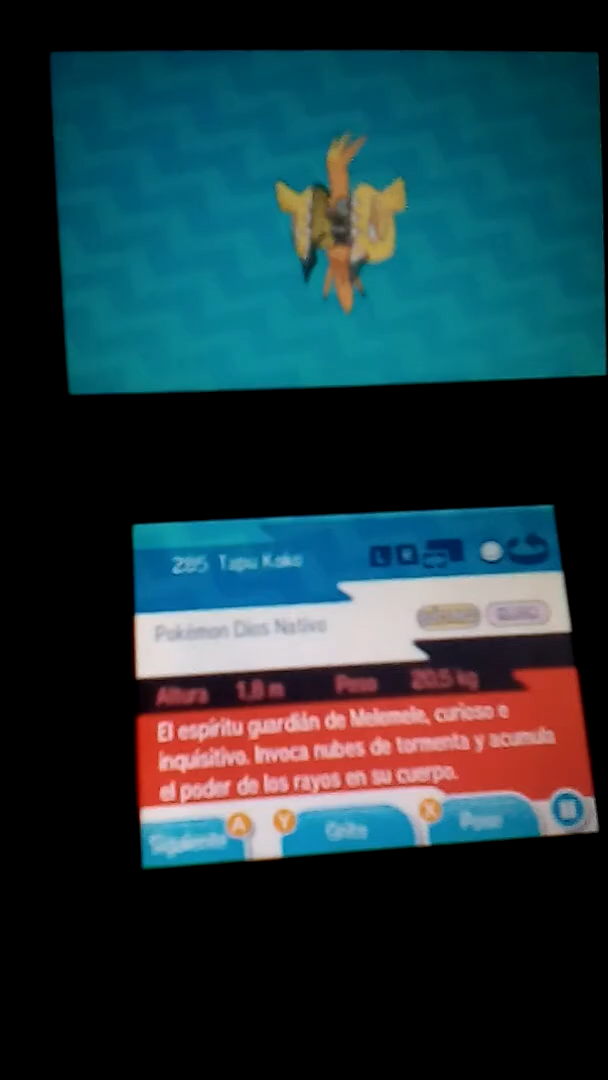 285 Tapu Koko
Pokémon Dios Nativo
Altura 1,8 m Peso 20,5 kg
El espíritu guardián de Melemele, curioso e
inquisitivo. Invoca nubes de tormenta y acumula
el poder de los rayos en su cuerpo.
Siguiente A Y Grito X Poses